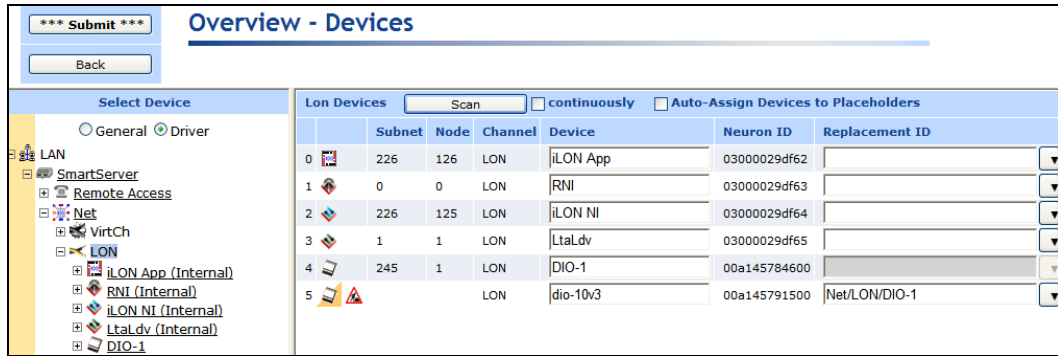 *** Submit ***
Overview - Devices
Back
Select Device
General Driver
LAN
SmartServer
Remote Access
Net
VirtCh
LON
iLON App (Internal)
RNI (Internal)
iLON NI (Internal)
LtaLdv (Internal)
DIO-1
Lon Devices Scan continuously Auto-Assign Devices to Placeholders
Subnet Node Channel Device Neuron ID Replacement ID
0 226 126 LON iLON App 03000029df62
1 0 0 LON RNI 03000029df63
2 226 125 LON iLON NI 03000029df64
3 1 1 LON LtaLdv 03000029df65
4 245 1 LON DIO-1 00a145784600
5 LON dio-10v3 00a145791500 Net/LON/DIO-1